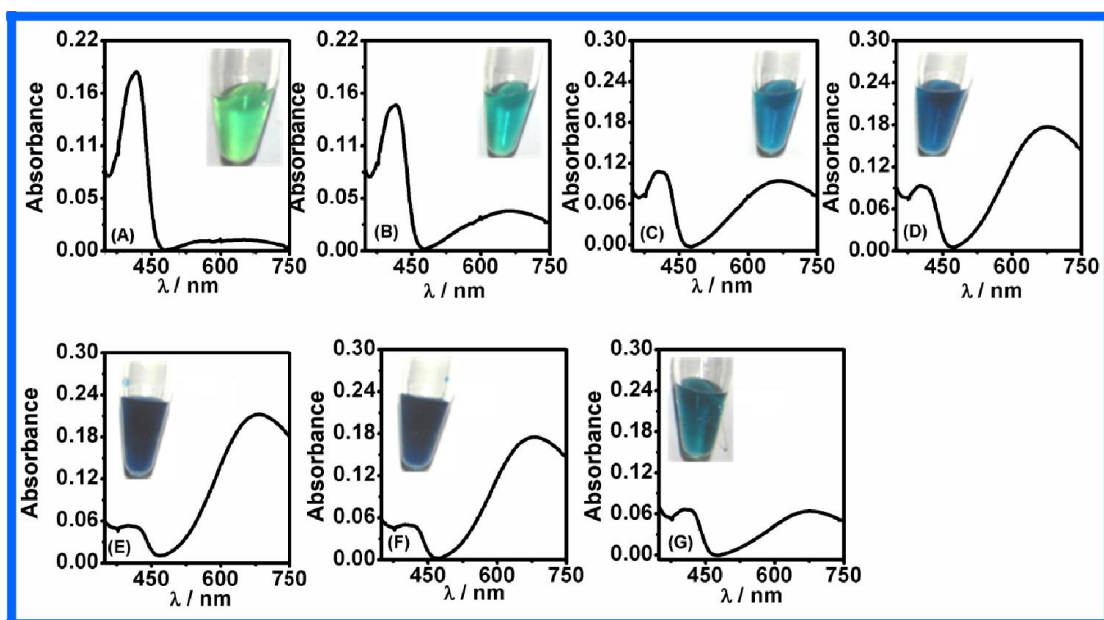 0.22
0.16
0.11
0.05
0.00
Absorbance
(A)
450 600 750
λ / nm
0.22
0.16
0.11
0.05
0.00
Absorbance
(B)
450 600 750
λ / nm
0.30
0.24
0.18
0.12
0.06
0.00
Absorbance
(C)
450 600 750
λ / nm
0.30
0.24
0.18
0.12
0.06
0.00
Absorbance
(D)
450 600 750
λ / nm
0.30
0.24
0.18
0.12
0.06
0.00
Absorbance
(E)
450 600 750
λ / nm
0.30
0.24
0.18
0.12
0.06
0.00
Absorbance
(F)
450 600 750
λ / nm
0.30
0.24
0.18
0.12
0.06
0.00
Absorbance
(G)
450 600 750
λ / nm